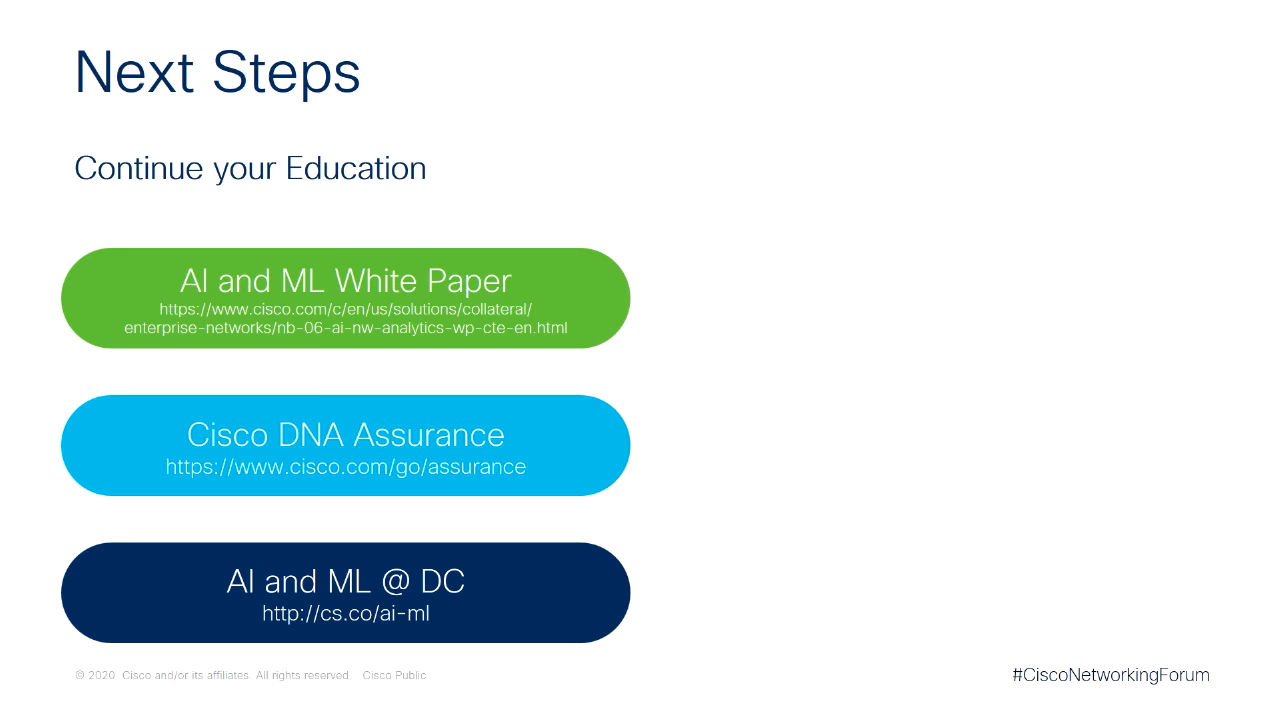 Next Steps
Continue your Education
AI and ML White Paper
https://www.cisco.com/c/en/us/solutions/collateral/
enterprise-networks/nb-06-ai-nw-analytics-wp-cte-en.html
Cisco DNA Assurance
https://www.cisco.com/go/assurance
AI and ML @ DC
http://cs.co/ai-ml
© 2020 Cisco and/or its affiliates. All rights reserved Cisco Public
#CiscoNetworkingForum